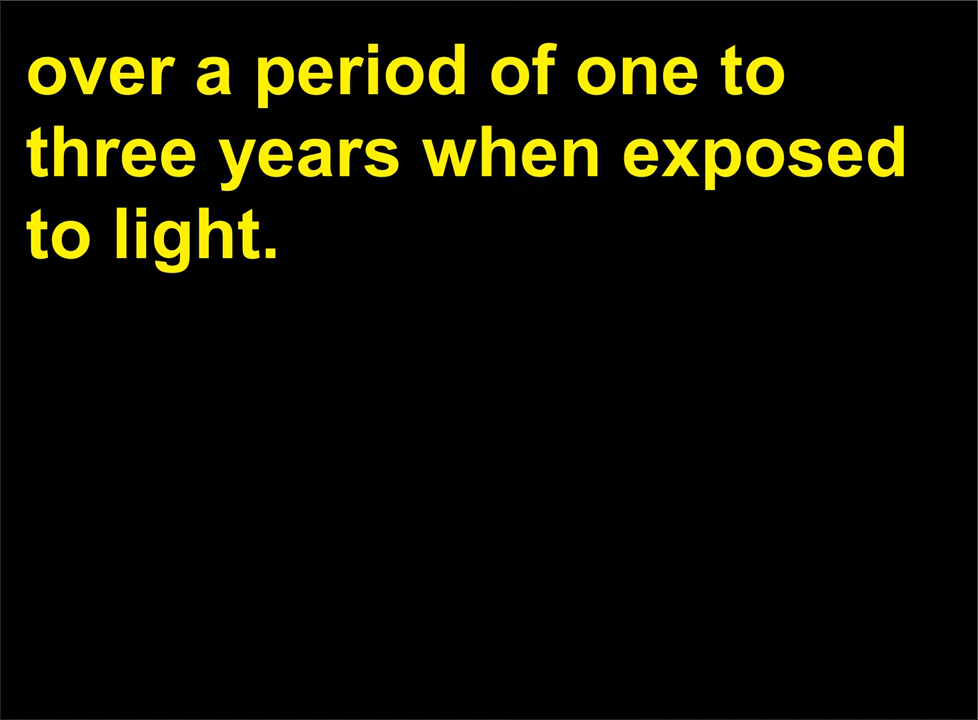 over a period of one to
three years when exposed
to light.